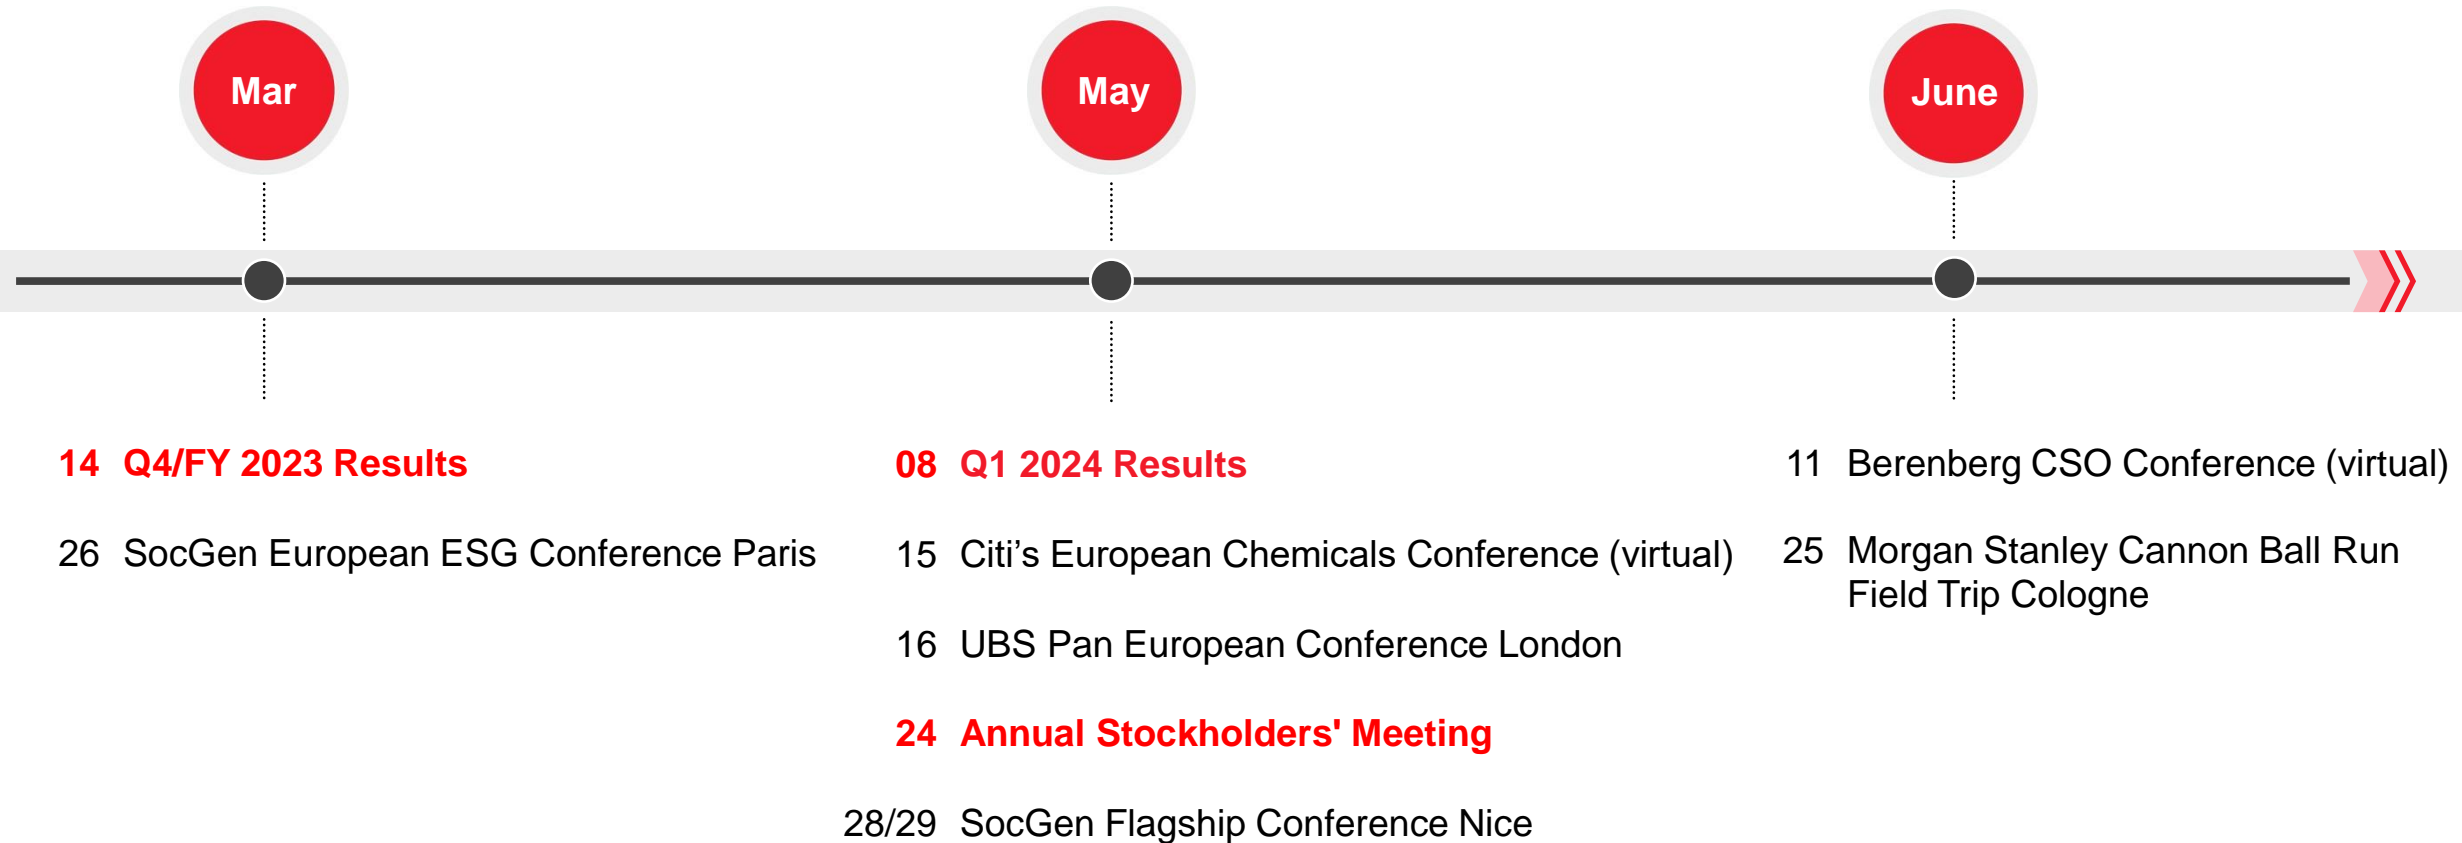 Mar
May
June
14 Q4/FY 2023 Results
26 SocGen European ESG Conference Paris
08 Q1 2024 Results
15 Citi’s European Chemicals Conference (virtual)
16 UBS Pan European Conference London
24 Annual Stockholders' Meeting
28/29 SocGen Flagship Conference Nice
11 Berenberg CSO Conference (virtual)
25 Morgan Stanley Cannon Ball Run
Field Trip Cologne